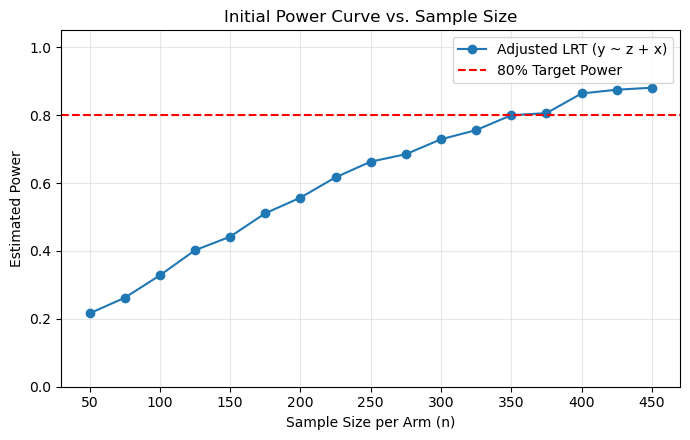 Initial Power Curve vs. Sample Size
Adjusted LRT (y ~ z + x)
80% Target Power
Estimated Power
1.0
0.8
0.6
0.4
0.2
0.0
50 100 150 200 250 300 350 400 450
Sample Size per Arm (n)